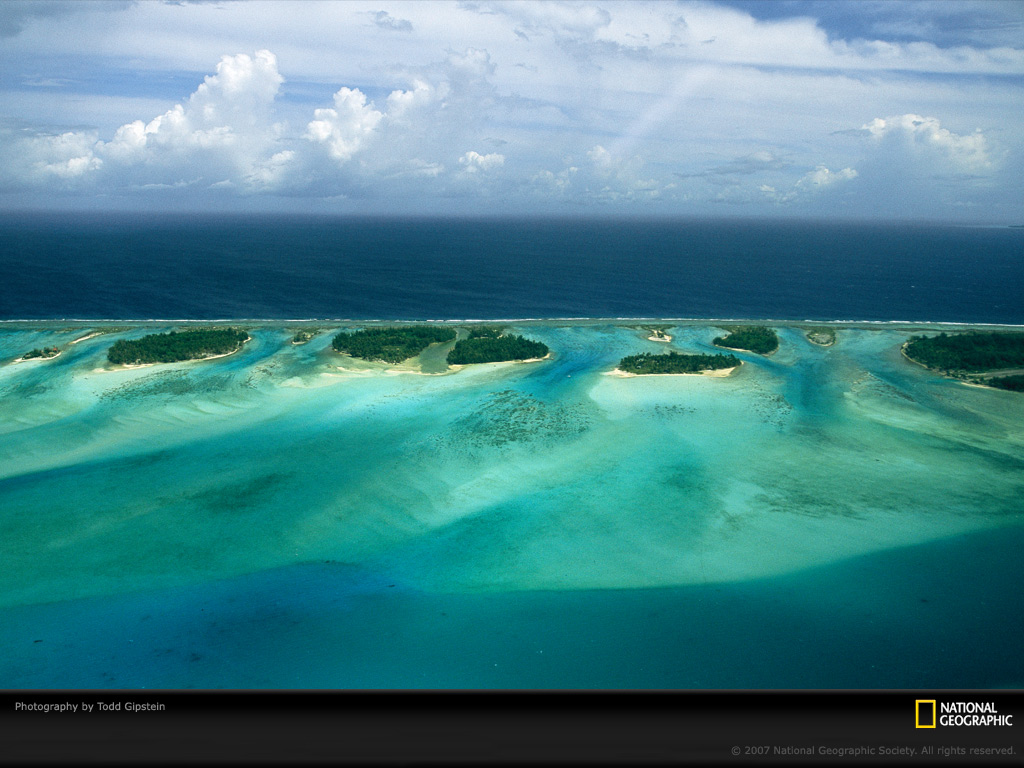 Photography by Todd Gipstein
NATIONAL
GEOGRAPHIC
© 2007 National Geographic Society. All rights reserved.